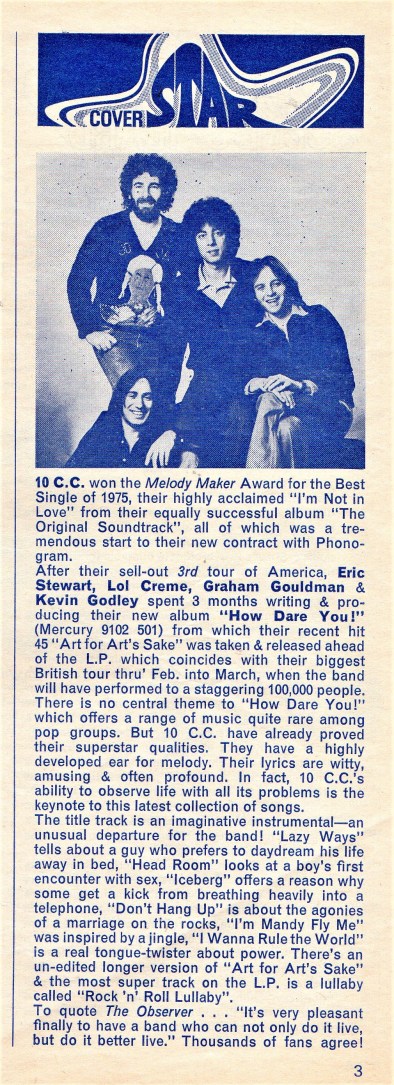 COVER STAR
10 C.C. won the Melody Maker Award for the Best
Single of 1975, their highly acclaimed "I'm Not in
Love" from their equally successful album "The
Original Soundtrack", all of which was a tre-
mendous start to their new contract with Phono-
gram.
After their sell-out 3rd tour of America, Eric
Stewart, Lol Creme, Graham Gouldman &
Kevin Godley spent 3 months writing & pro-
ducing their new album "How Dare You!"
(Mercury 9102 501) from which their recent hit
45 "Art for Art's Sake" was taken & released ahead
of the L.P. which coincides with their biggest
British tour thru' Feb. into March, when the band
will have performed to a staggering 100,000 people.
There is no central theme to "How Dare You!"
which offers a range of music quite rare among
pop groups. But 10 C.C. have already proved
their superstar qualities. They have a highly
developed ear for melody. Their lyrics are witty,
amusing & often profound. In fact, 10 C.C.'s
ability to observe life with all its problems is the
keynote to this latest collection of songs.
The title track is an imaginative instrumental—an
unusual departure for the band! "Lazy Ways"
tells about a guy who prefers to daydream his life
away in bed, "Head Room" looks at a boy's first
encounter with sex, "Iceberg" offers a reason why
some get a kick from breathing heavily into a
telephone, "Don't Hang Up" is about the agonies
of a marriage on the rocks, "I'm Mandy Fly Me"
was inspired by a jingle, "I Wanna Rule the World"
is a real tongue-twister about power. There's an
un-edited longer version of "Art for Art's Sake"
& the most super track on the L.P. is a lullaby
called "Rock 'n' Roll Lullaby".
To quote The Observer . . . "It's very pleasant
finally to have a band who can not only do it live,
but do it better live." Thousands of fans agree!
3